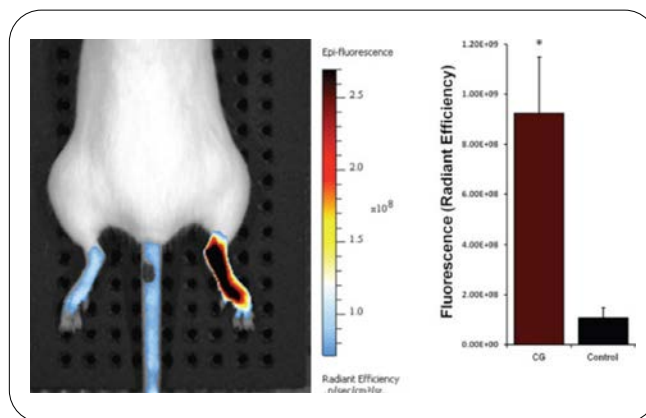 Epi-fluorescence
2.5
2.0
x10⁸
1.5
1.0
Radiant Efficiency
Fluorescence (Radiant Efficiency)
1.20E+09
1.00E+09
8.00E+08
6.00E+08
4.00E+08
2.00E+08
0.00E+00
*
CG
Control